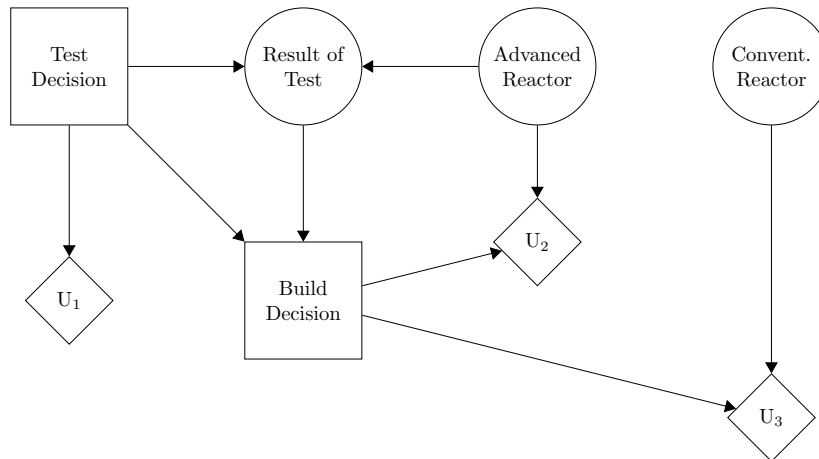 Test
Decision
Result of
Test
Advanced
Reactor
Convent.
Reactor
U₁
Build
Decision
U₂
U₃